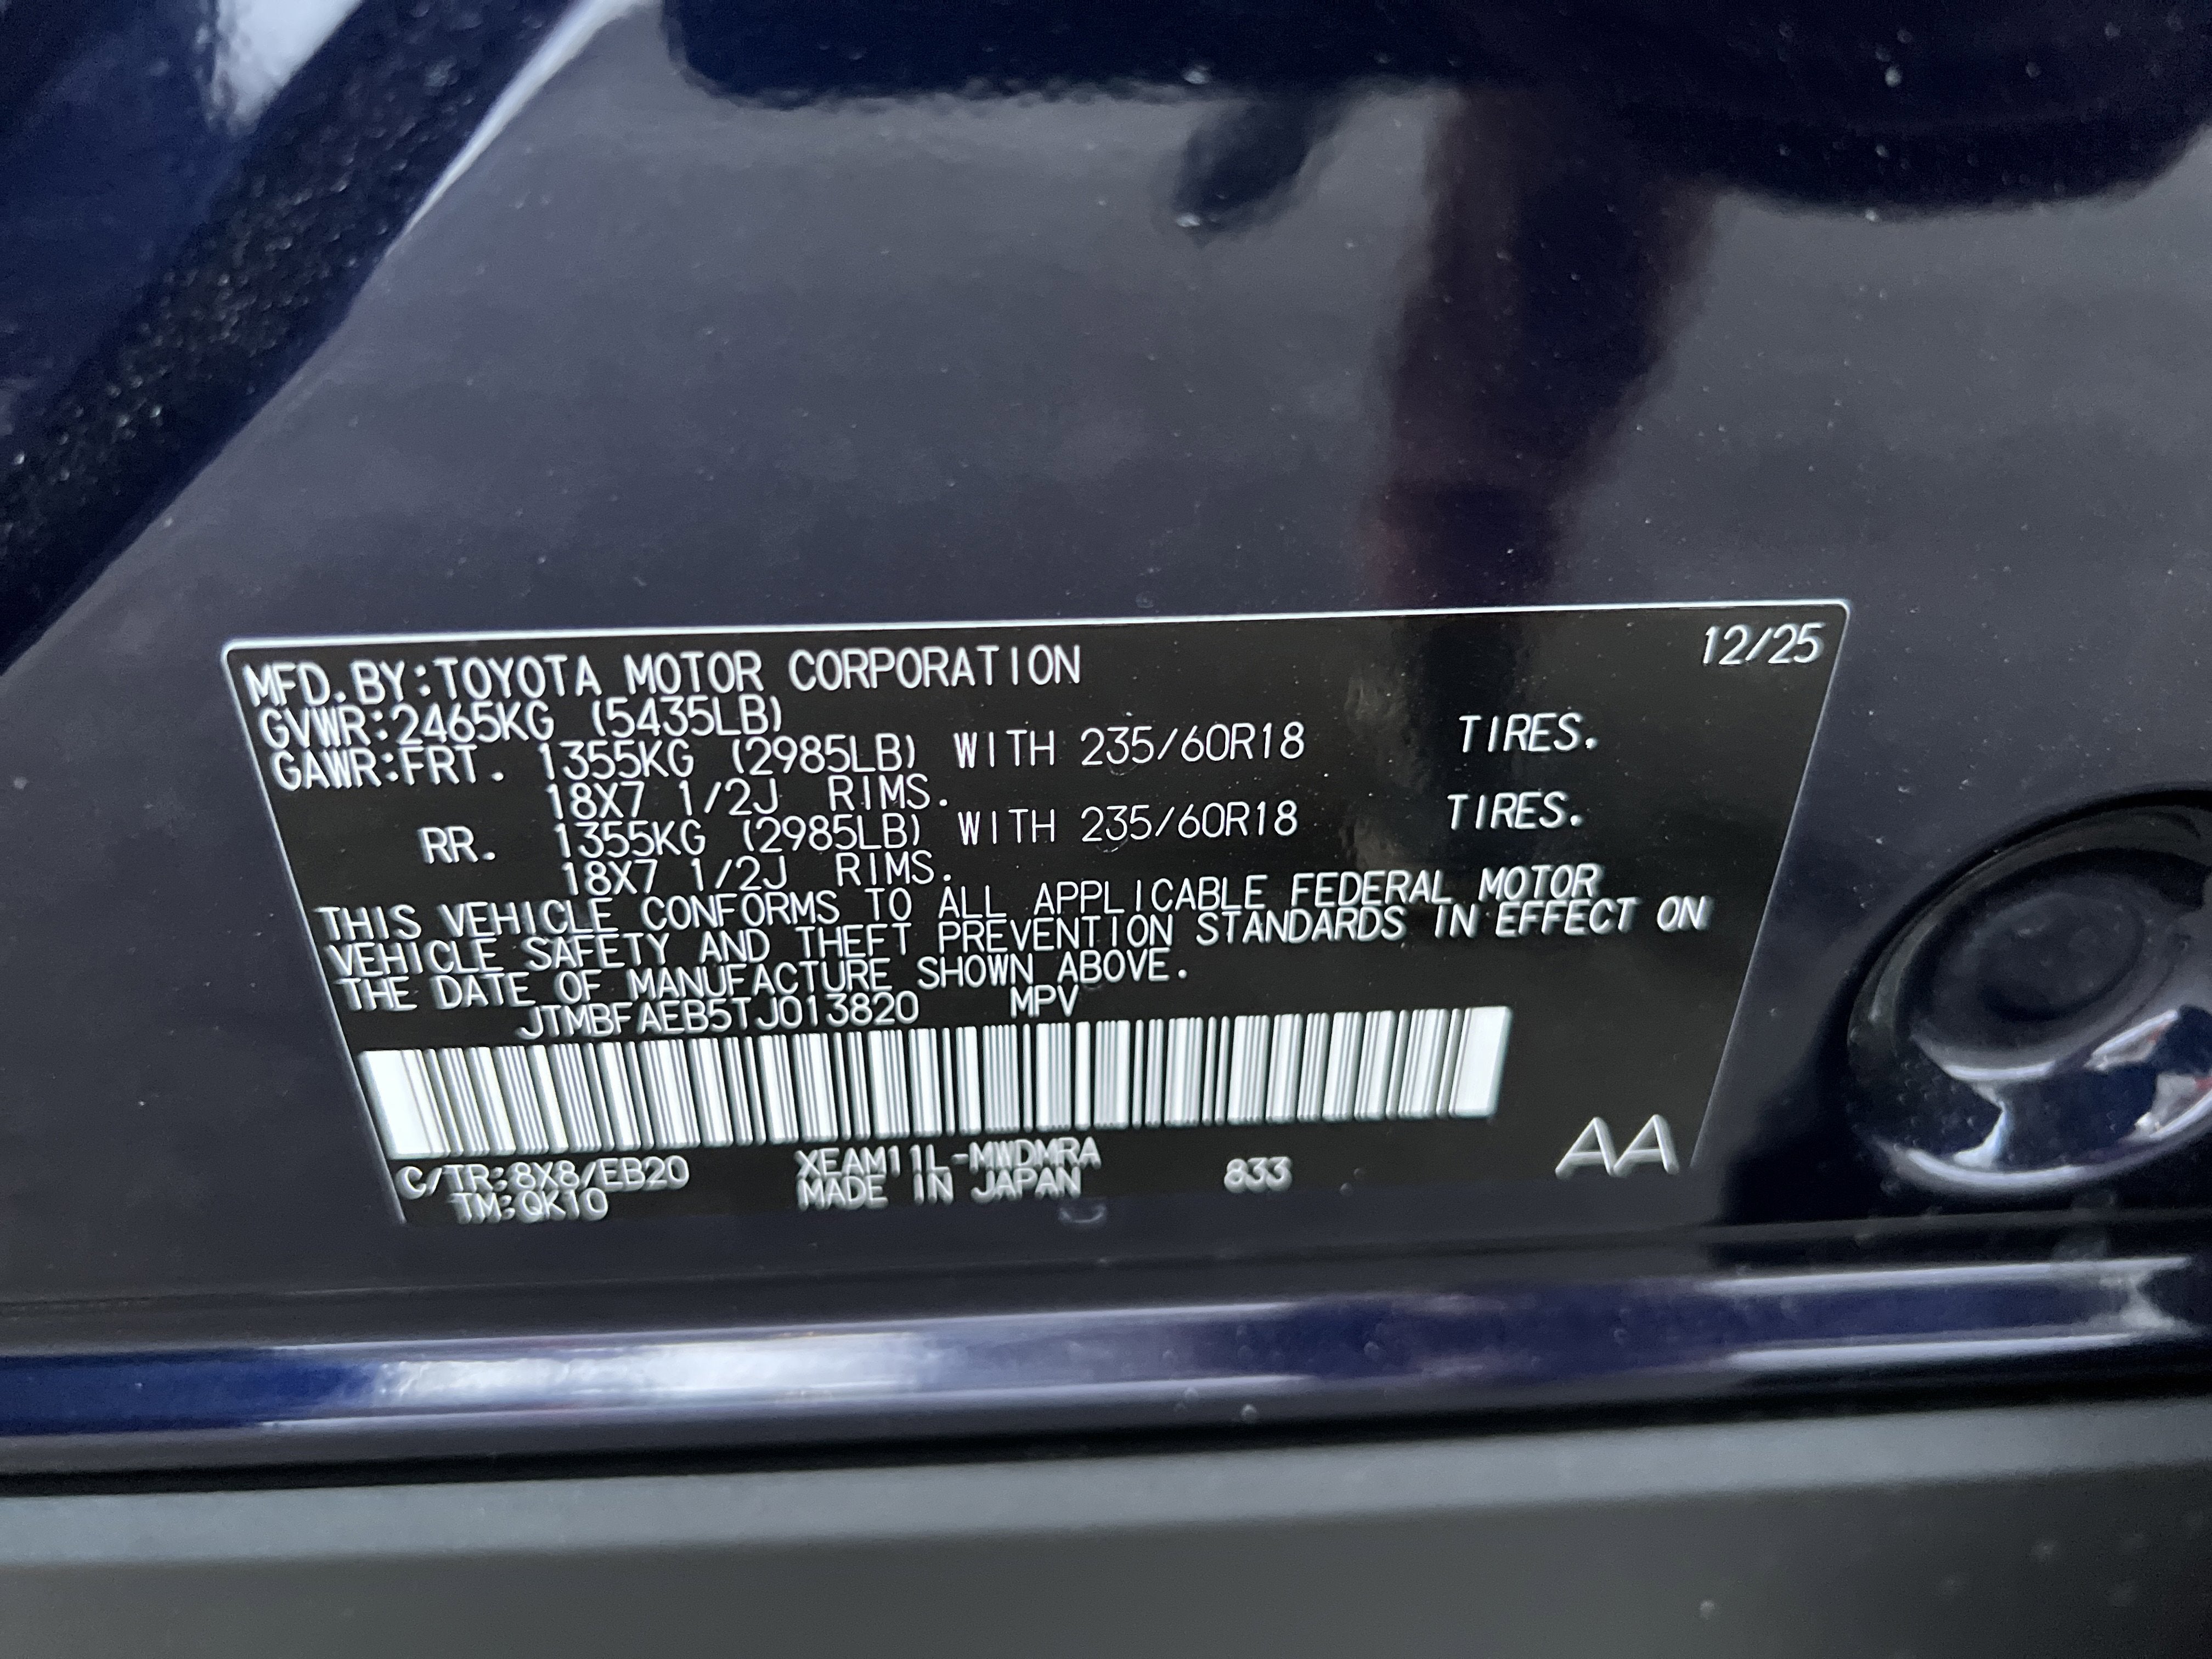 12/25
MFD.BY:TOYOTA MOTOR CORPORATION
GVWR:2465KG (5435LB)
GAWR:FRT. 1355KG (2985LB) WITH 235/60R18 TIRES.
18X7 1/2J RIMS.
RR. 1355KG (2985LB) WITH 235/60R18 TIRES.
18X7 1/2J RIMS.
THIS VEHICLE CONFORMS TO ALL APPLICABLE FEDERAL MOTOR
VEHICLE SAFETY AND THEFT PREVENTION STANDARDS IN EFFECT ON
THE DATE OF MANUFACTURE SHOWN ABOVE.
JTMBFAEB5TJ013820 MPV
C/TR:8X8/EB20 XEAM11L-MWDMRA 833 AA
TM:QK10 MADE IN JAPAN